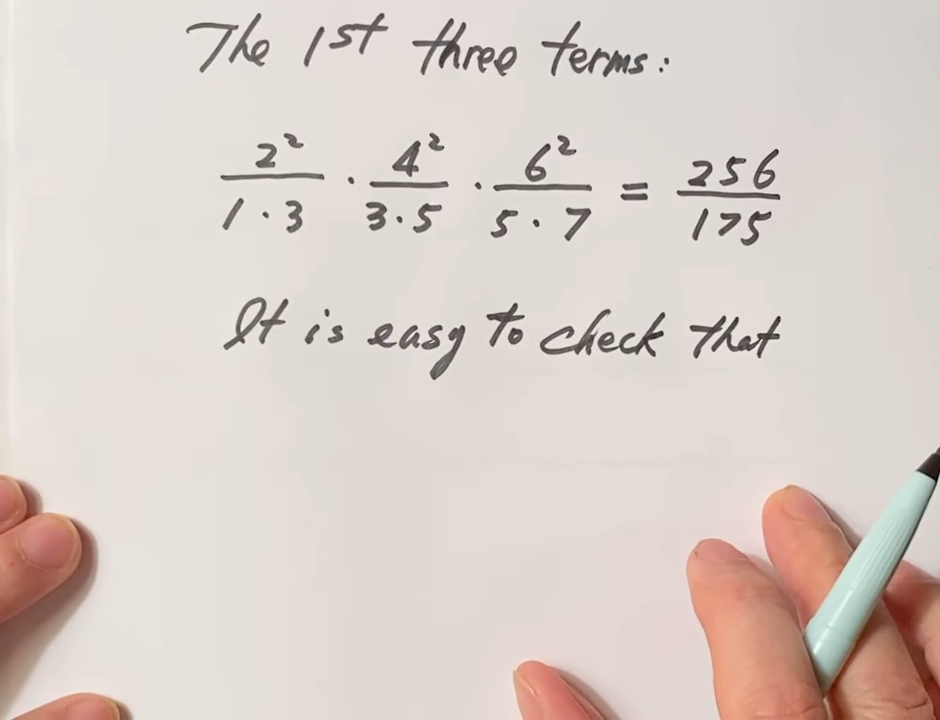 The 1st three terms:
2²/(1·3) · 4²/(3·5) · 6²/(5·7) = 256/175
It is easy to check that